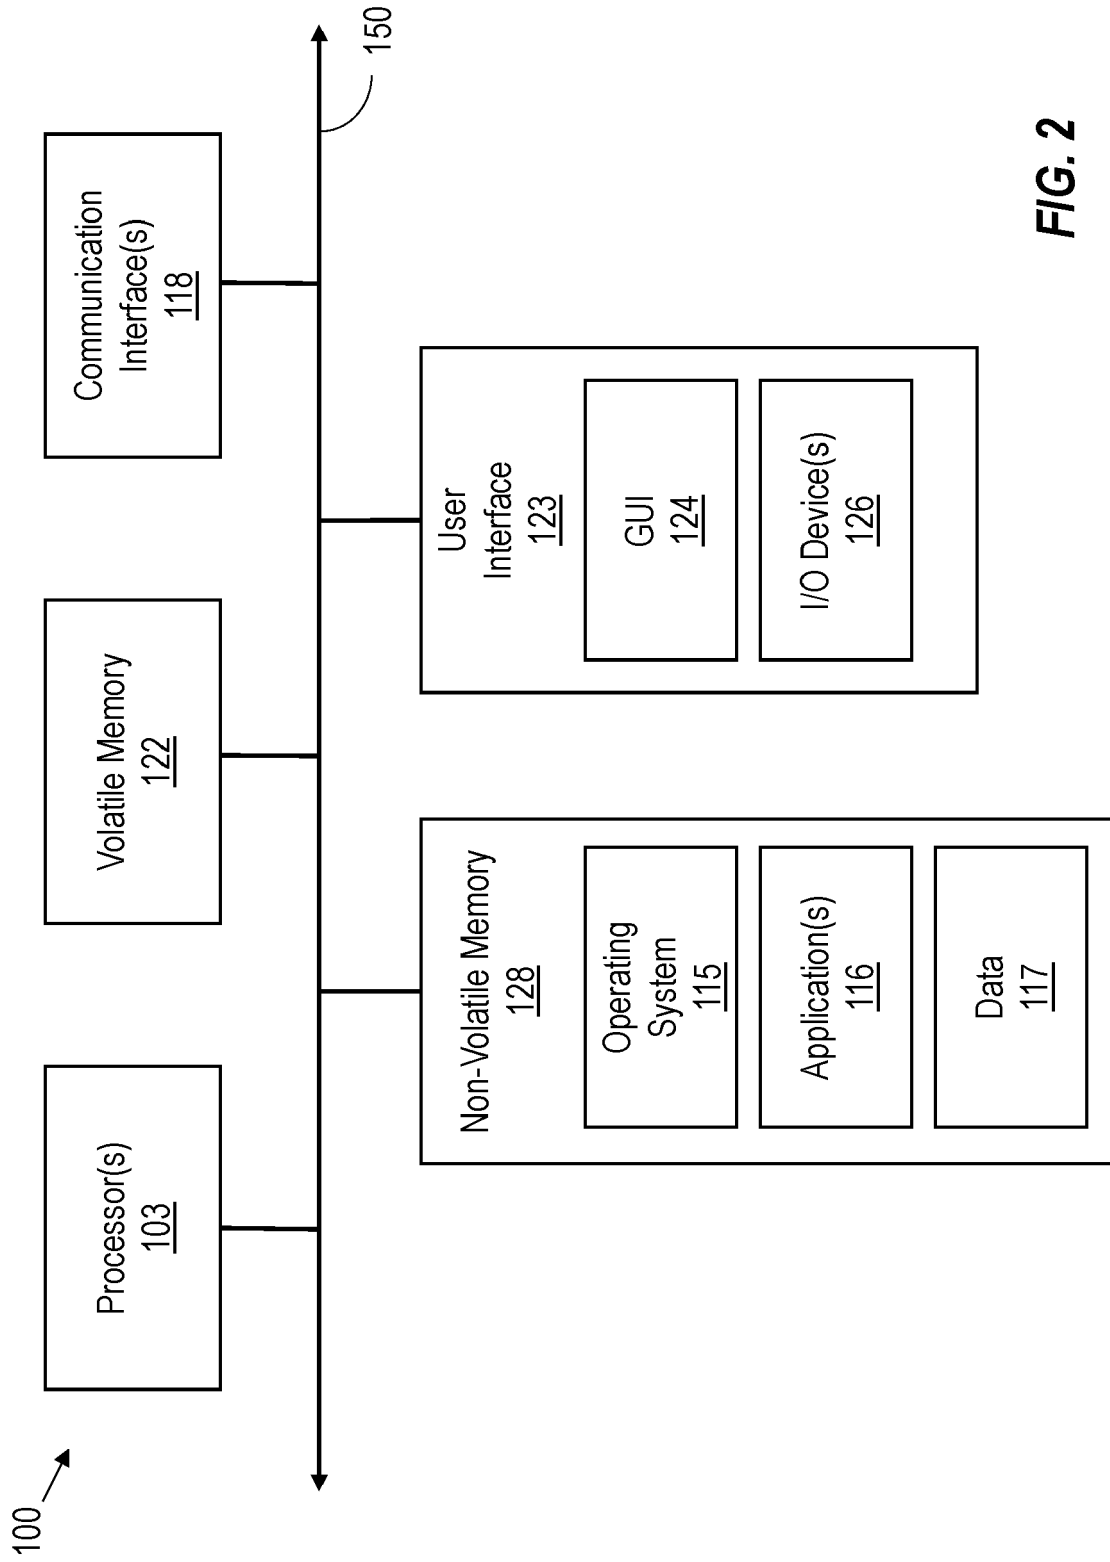 100
Processor(s)
103
Volatile Memory
122
Communication
Interface(s)
118
150
Non-Volatile Memory
128
Operating
System
115
Application(s)
116
Data
117
User
Interface
123
GUI
124
I/O Device(s)
126
FIG. 2